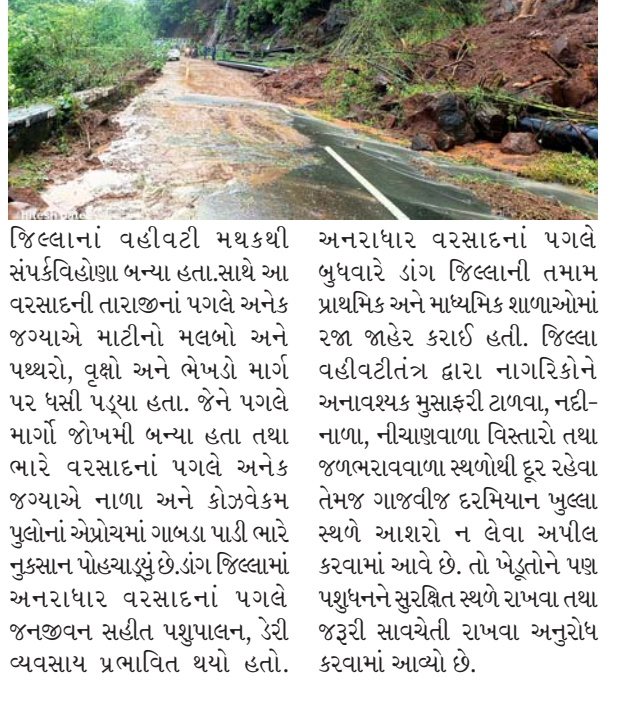 જિલ્લાનાં વહીવટી મથકથી
સંપર્કવિહોણા બન્યા હતા.સાથે આ
વરસાદની તારાજીનાં પગલે અનેક
જગ્યાએ માટીનો મલબો અને
પથ્થરો, વૃક્ષો અને ભેખડો માર્ગ
પર ધસી પડ્યા હતા. જેને પગલે
માર્ગો જોખમી બન્યા હતા તથા
ભારે વરસાદનાં પગલે અનેક
જગ્યાએ નાળા અને કોઝવેકમ
પુલોનાં એપ્રોચમાં ગાબડા પાડી ભારે
નુકસાન પોહચાડ્યું છે.ડાંગ જિલ્લામાં
અનરાધાર વરસાદનાં પગલે
જનજીવન સહીત પશુપાલન, ડેરી
વ્યવસાય પ્રભાવિત થયો હતો.
અનરાધાર વરસાદનાં પગલે
બુધવારે ડાંગ જિલ્લાની તમામ
પ્રાથમિક અને માધ્યમિક શાળાઓમાં
રજા જાહેર કરાઈ હતી. જિલ્લા
વહીવટીતંત્ર દ્વારા નાગરિકોને
અનાવશ્યક મુસાફરી ટાળવા, નદી-
નાળા, નીચાણવાળા વિસ્તારો તથા
જળભરાવવાળા સ્થળોથી દૂર રહેવા
તેમજ ગાજવીજ દરમિયાન ખુલ્લા
સ્થળે આશરો ન લેવા અપીલ
કરવામાં આવે છે. તો ખેડૂતોને પણ
પશુધનને સુરક્ષિત સ્થળે રાખવા તથા
જરૂરી સાવચેતી રાખવા અનુરોધ
કરવામાં આવ્યો છે.